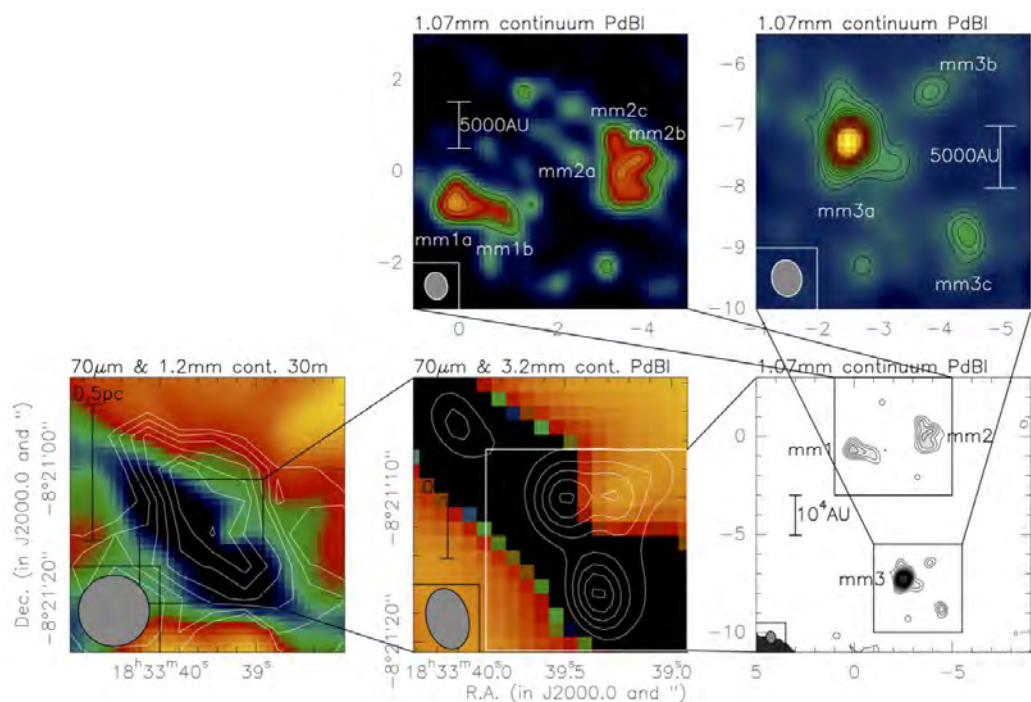 1.07mm continuum PdBI
1.07mm continuum PdBI
2
0
−2
5000AU
mm2c
mm2b
mm2a
mm1a
mm1b
0
−2
−4
−6
−7
−8
−9
−10
mm3b
5000AU
mm3a
mm3c
−2
−3
−4
−5
70μm & 1.2mm cont. 30m
70μm & 3.2mm cont. PdBI
1.07mm continuum PdBI
Dec. (in J2000.0 and ")
0.5pc
−8°21'00"
−8°21'20"
18ʰ33ᵐ40ˢ
39ˢ
−8°21'10"
−8°21'20"
18ʰ33ᵐ40.ˢ0
39.ˢ5
39.ˢ0
R.A. (in J2000.0 and ")
0
−5
−10
mm1
mm2
10⁴AU
mm3
5
0
−5